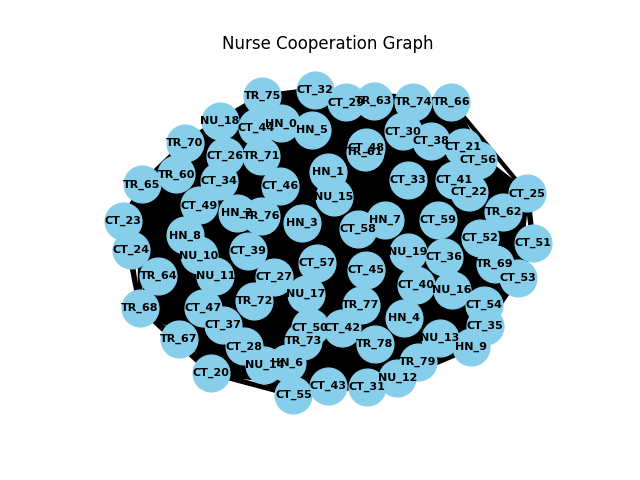 Nurse Cooperation Graph
CT_32
TR_75
CT_29
TR_63
TR_74
TR_66
NU_18
CT_44
HN_0
HN_5
CT_30
CT_38
TR_70
CT_48
TR_61
CT_21
CT_26
TR_71
CT_56
HN_1
TR_60
CT_34
CT_33
CT_41
TR_65
CT_46
CT_22
CT_25
NU_15
CT_49
HN_2
TR_76
TR_62
CT_23
HN_3
HN_7
CT_59
CT_58
HN_8
CT_52
CT_51
CT_24
CT_39
NU_19
NU_10
CT_36
CT_57
TR_69
CT_45
TR_64
NU_11
CT_27
CT_53
CT_40
NU_16
NU_17
TR_72
TR_77
CT_54
TR_68
CT_47
HN_4
CT_37
CT_35
CT_50
CT_42
TR_67
TR_73
NU_13
CT_28
TR_78
HN_9
NU_14
HN_6
TR_79
CT_20
NU_12
CT_43
CT_31
CT_55